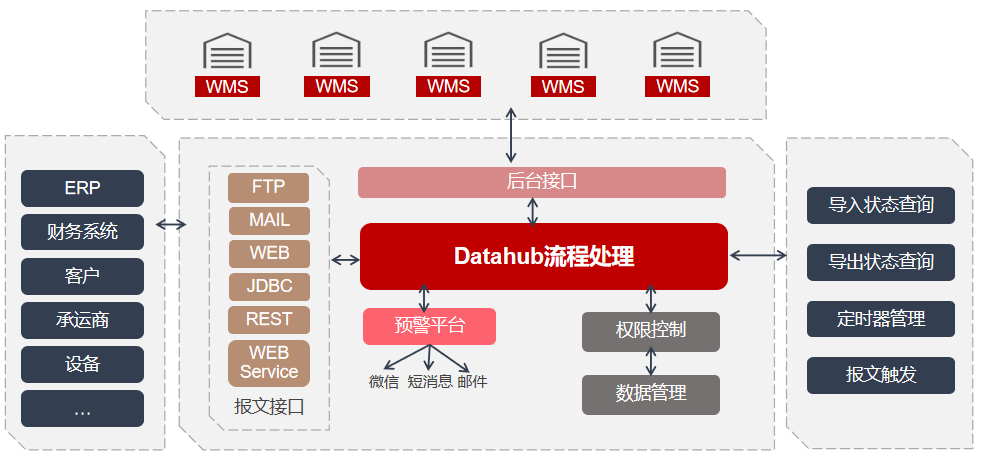 WMS
WMS
WMS
WMS
WMS
ERP
财务系统
客户
承运商
设备
...
FTP
MAIL
WEB
JDBC
REST
WEB
Service
报文接口
后台接口
Datahub流程处理
预警平台
微信
短消息
邮件
权限控制
数据管理
导入状态查询
导出状态查询
定时器管理
报文触发